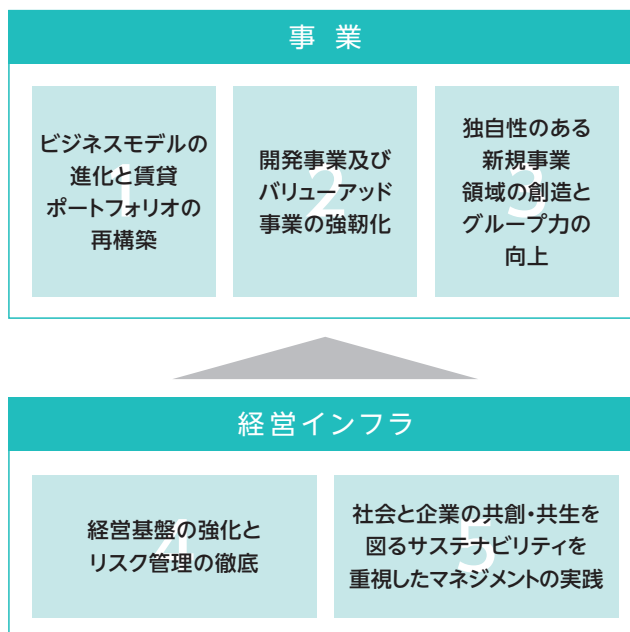 事業
1
ビジネスモデルの
進化と賃貸
ポートフォリオの
再構築
2
開発事業及び
バリューアッド
事業の強靭化
3
独自性のある
新規事業
領域の創造と
グループ力の
向上
経営インフラ
4
経営基盤の強化と
リスク管理の徹底
5
社会と企業の共創・共生を
図るサステナビリティを
重視したマネジメントの実践